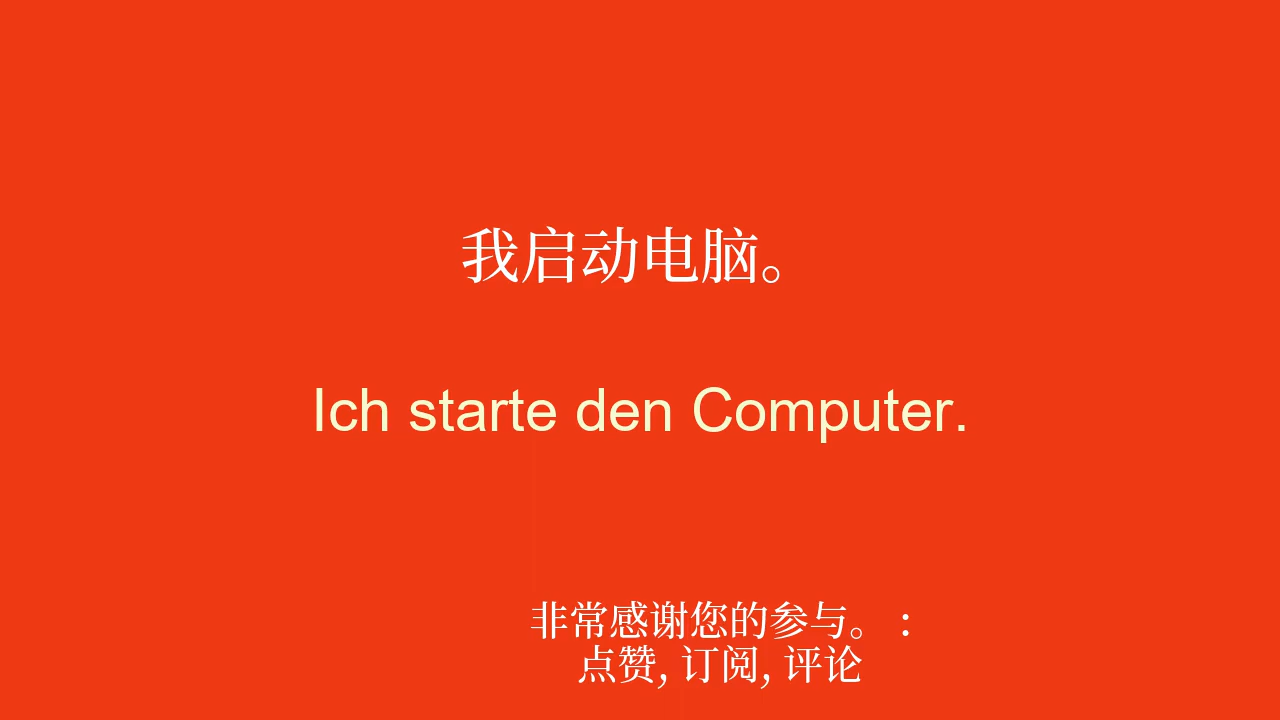 我启动电脑。
Ich starte den Computer.
非常感谢您的参与。 :
点赞, 订阅, 评论